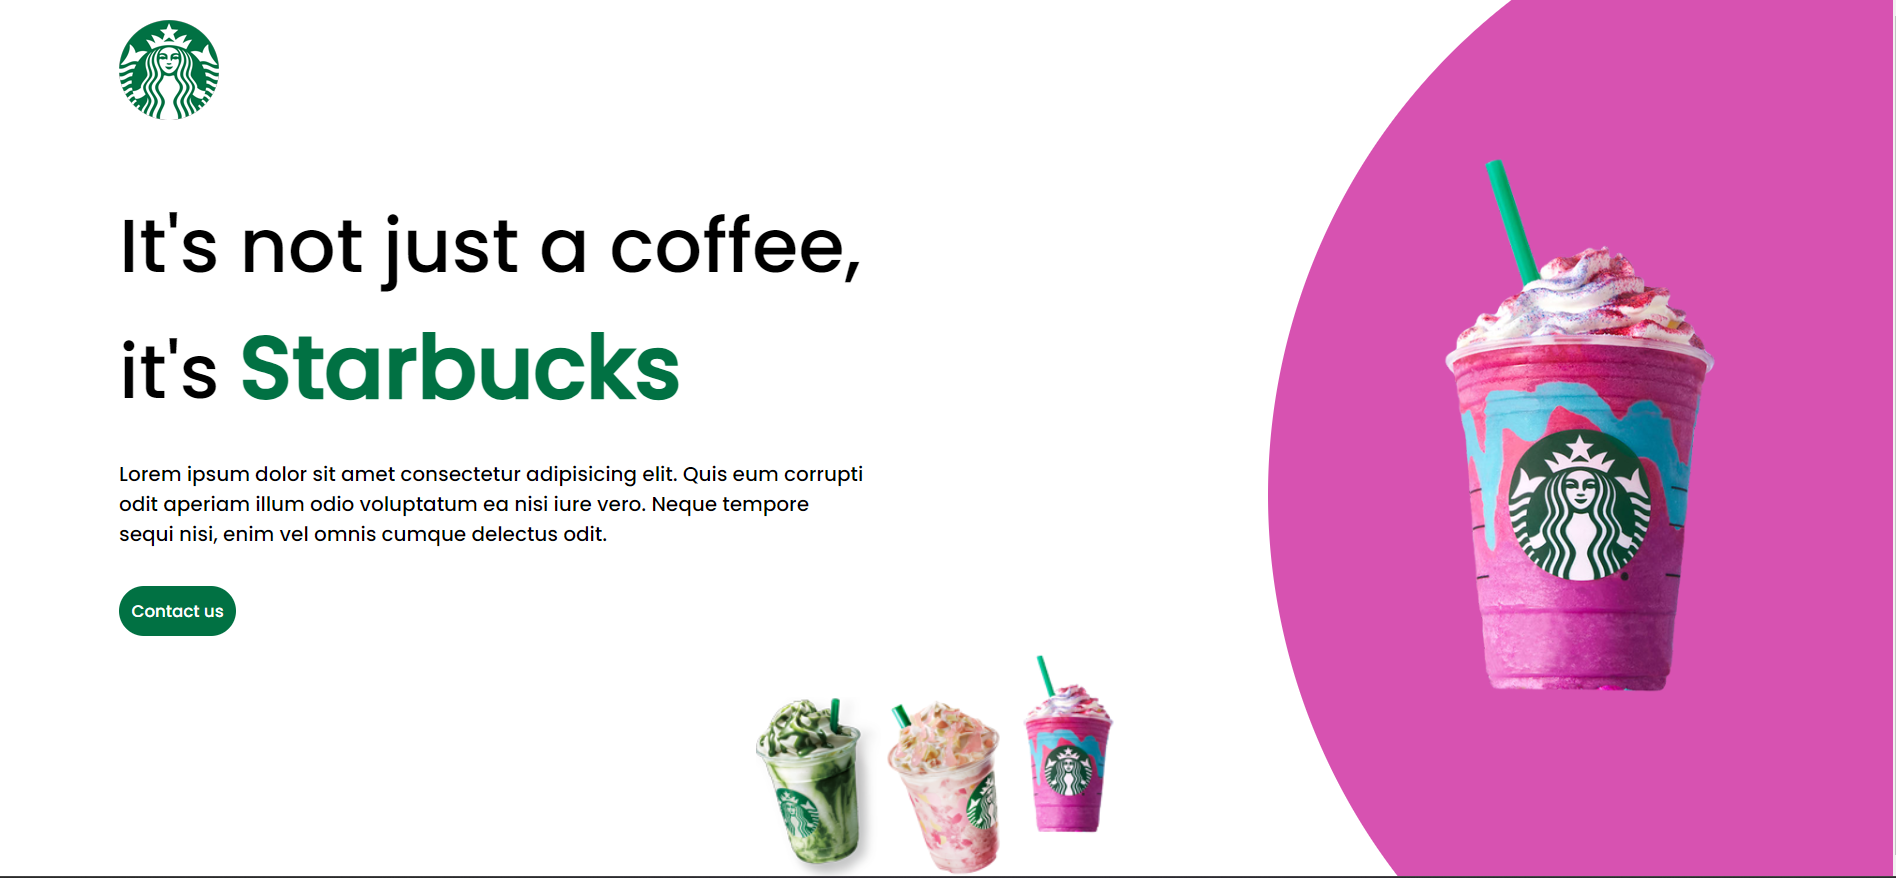 It's not just a coffee,
it's Starbucks
Lorem ipsum dolor sit amet consectetur adipisicing elit. Quis eum corrupti
odit aperiam illum odio voluptatum ea nisi iure vero. Neque tempore
sequi nisi, enim vel omnis cumque delectus odit.
Contact us